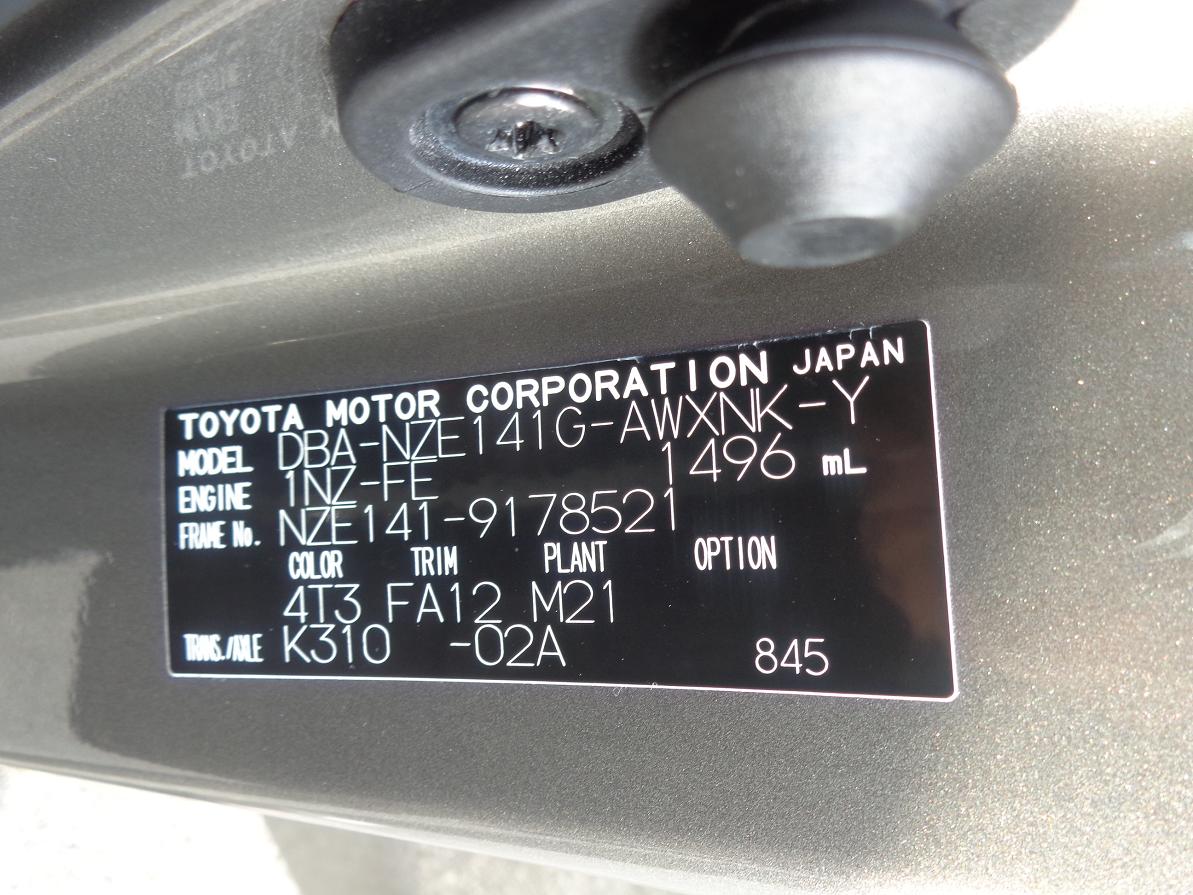 TOYOTA MOTOR CORPORATION JAPAN
MODEL DBA-NZE141G-AWXNK-Y
ENGINE 1NZ-FE 1496 mL
FRAME No. NZE141-9178521
COLOR TRIM PLANT OPTION
4T3 FA12 M21
TRANS./AXLE K310 -02A 845